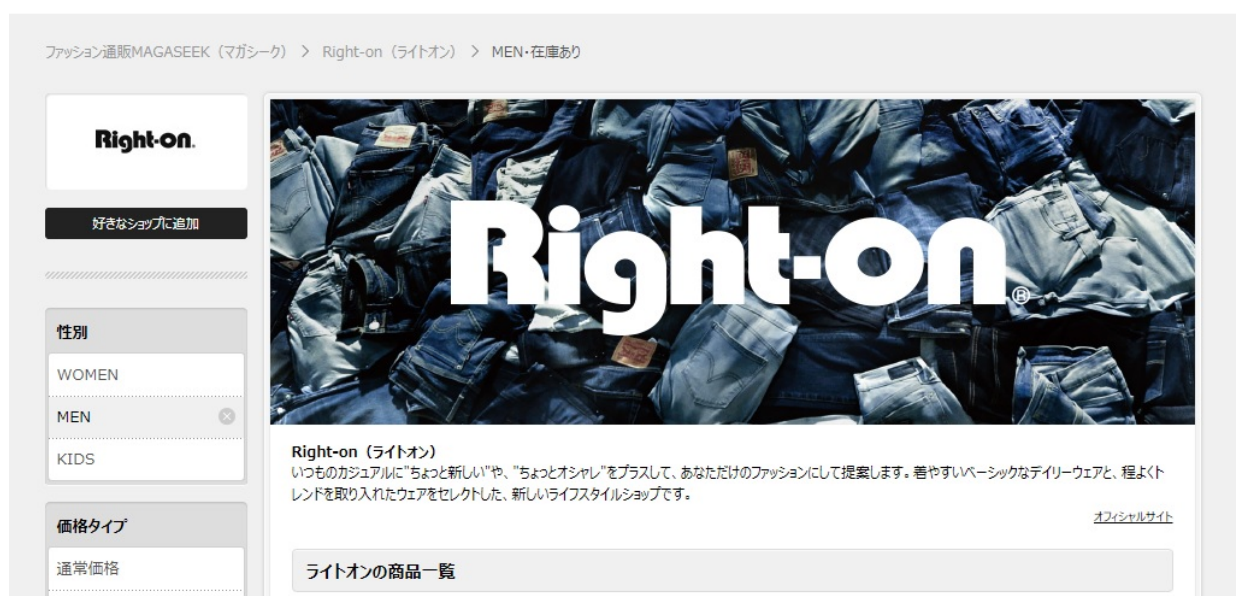 ファッション通販MAGASEEK（マガシーク） > Right-on（ライトオン） > MEN・在庫あり
Right-on.
好きなショップに追加
性別
WOMEN
MEN
KIDS
価格タイプ
通常価格
Right-on®
Right-on（ライトオン）
いつものカジュアルに"ちょっと新しい"や、"ちょっとオシャレ"をプラスして、あなただけのファッションにして提案します。着やすいベーシックなデイリーウェアと、程よくト
レンドを取り入れたウェアをセレクトした、新しいライフスタイルショップです。
オフィシャルサイト
ライトオンの商品一覧